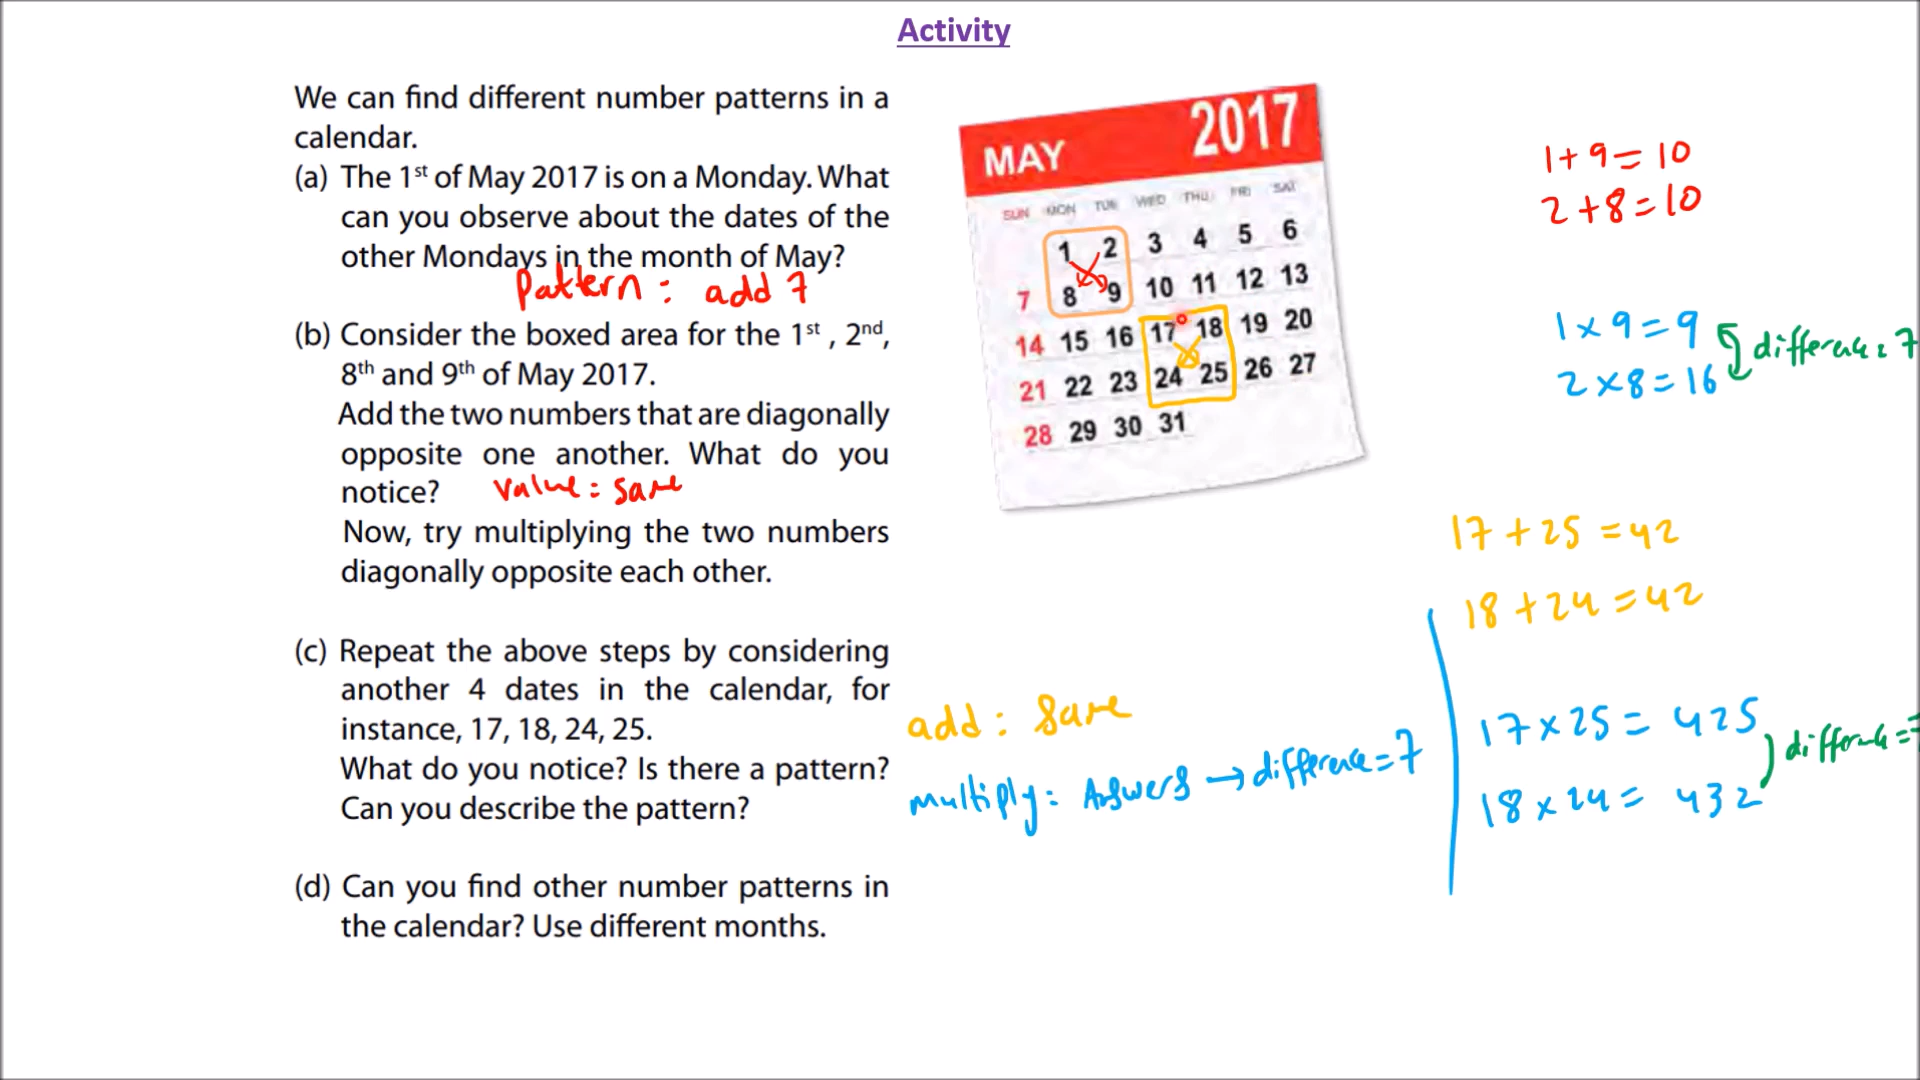 Activity
We can find different number patterns in a
calendar.
(a) The 1st of May 2017 is on a Monday. What
can you observe about the dates of the
other Mondays in the month of May?
Pattern: add 7
(b) Consider the boxed area for the 1st , 2nd,
8th and 9th of May 2017.
Add the two numbers that are diagonally
opposite one another. What do you
notice? value: same
Now, try multiplying the two numbers
diagonally opposite each other.
(c) Repeat the above steps by considering
another 4 dates in the calendar, for
instance, 17, 18, 24, 25.
What do you notice? Is there a pattern?
Can you describe the pattern?
(d) Can you find other number patterns in
the calendar? Use different months.
MAY 2017
SUN MON TUE WED THU FRI SAT
1 2 3 4 5 6
7 8 9 10 11 12 13
14 15 16 17 18 19 20
21 22 23 24 25 26 27
28 29 30 31
1+9=10
2+8=10
1×9=9
2×8=16
difference: 7
17+25=42
18+24=42
add: same
multiply: Answers → difference=7
17×25= 425
18×24= 432
difference=7